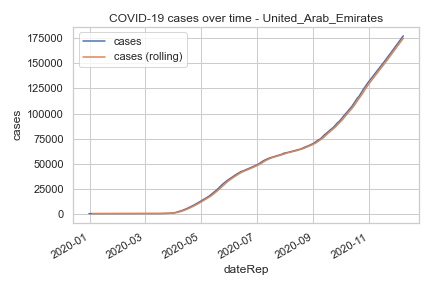 COVID-19 cases over time - United_Arab_Emirates
cases
cases (rolling)
175000
150000
125000
100000
75000
50000
25000
0
cases
2020-01
2020-03
2020-05
2020-07
2020-09
2020-11
dateRep